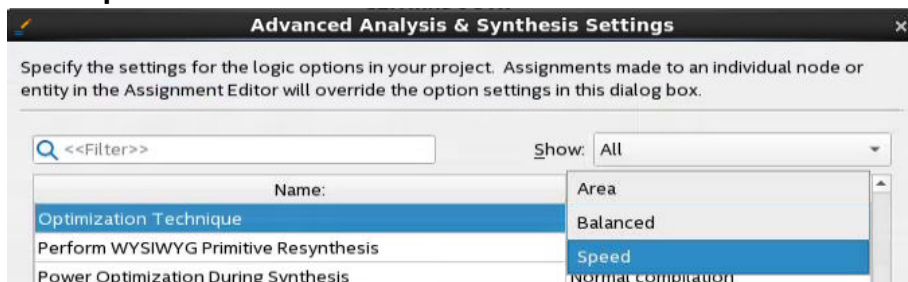 Advanced Analysis & Synthesis Settings
Specify the settings for the logic options in your project. Assignments made to an individual node or
entity in the Assignment Editor will override the option settings in this dialog box.
<<Filter>>
Show: All
Name:
Area
Optimization Technique
Balanced
Perform WYSIWYG Primitive Resynthesis
Speed
Power Optimization During Synthesis
Normal compilation